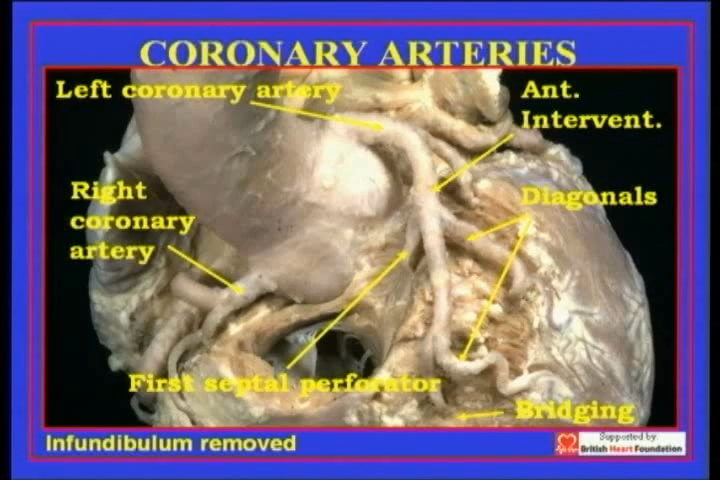 CORONARY ARTERIES
Left coronary artery
Ant.
Intervent.
Right
coronary
artery
Diagonals
First septal perforator
Bridging
Infundibulum removed
Supported by:
British Heart Foundation